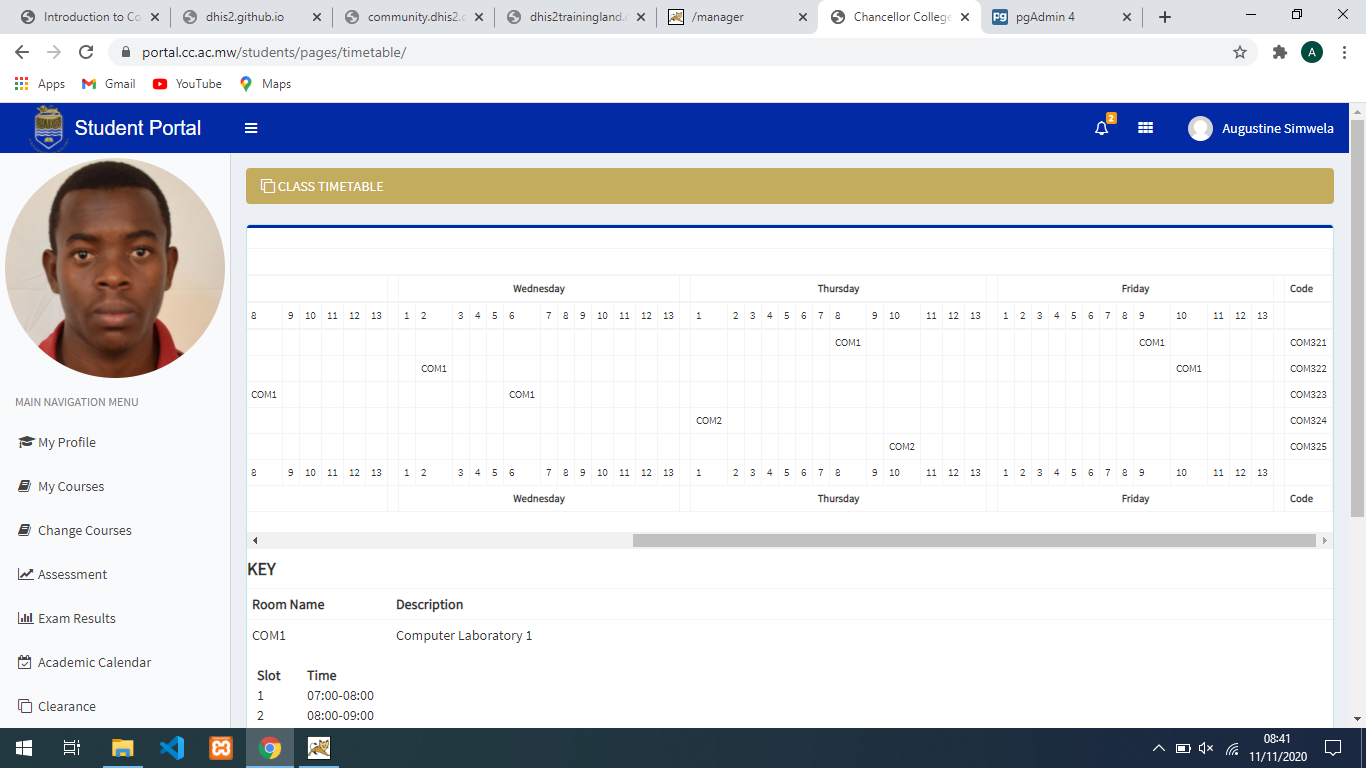 Introduction to Co
dhis2.github.io
community.dhis2.c
dhis2trainingland.c
/manager
Chancellor College
pgAdmin 4
portal.cc.ac.mw/students/pages/timetable/
A
Apps Gmail YouTube Maps
Student Portal
2
Augustine Simwela
CLASS TIMETABLE
MAIN NAVIGATION MENU
My Profile
My Courses
Change Courses
Assessment
Exam Results
Academic Calendar
Clearance
Wednesday Thursday Friday Code
8 9 10 11 12 13 1 2 3 4 5 6 7 8 9 10 11 12 13 1 2 3 4 5 6 7 8 9 10 11 12 13 1 2 3 4 5 6 7 8 9 10 11 12 13
COM1 COM1 COM321
COM1 COM1 COM322
COM1 COM1 COM323
COM2 COM324
COM2 COM325
8 9 10 11 12 13 1 2 3 4 5 6 7 8 9 10 11 12 13 1 2 3 4 5 6 7 8 9 10 11 12 13 1 2 3 4 5 6 7 8 9 10 11 12 13
Wednesday Thursday Friday Code
KEY
Room Name Description
COM1 Computer Laboratory 1
Slot Time
1 07:00-08:00
2 08:00-09:00
08:41
11/11/2020